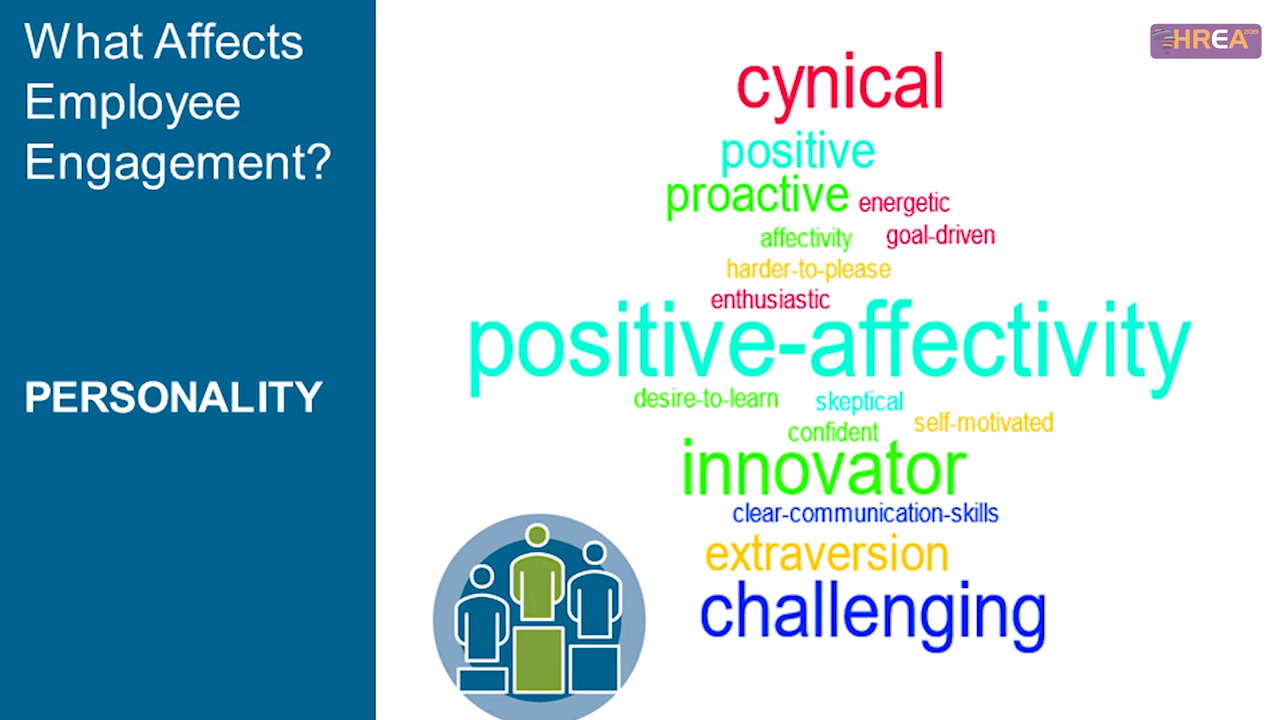 What Affects
Employee
Engagement?
PERSONALITY
HREA 2019
cynical
positive
proactive energetic
affectivity goal-driven
harder-to-please
enthusiastic
positive-affectivity
desire-to-learn skeptical
confident self-motivated
innovator
clear-communication-skills
extraversion
challenging